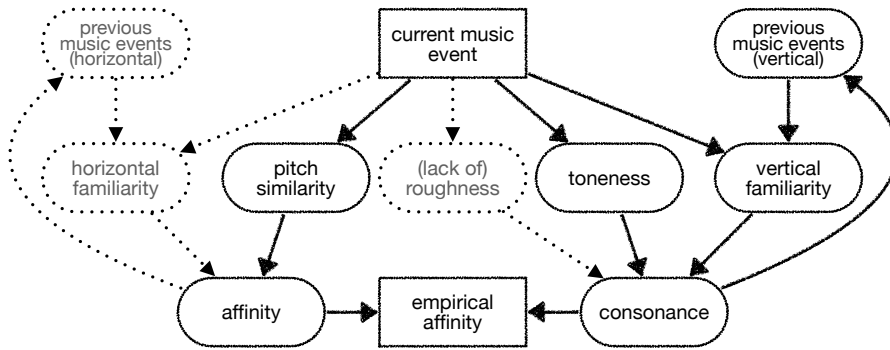 previous
music events
(horizontal)
current music
event
previous
music events
(vertical)
horizontal
familiarity
pitch
similarity
(lack of)
roughness
toneness
vertical
familiarity
affinity
empirical
affinity
consonance